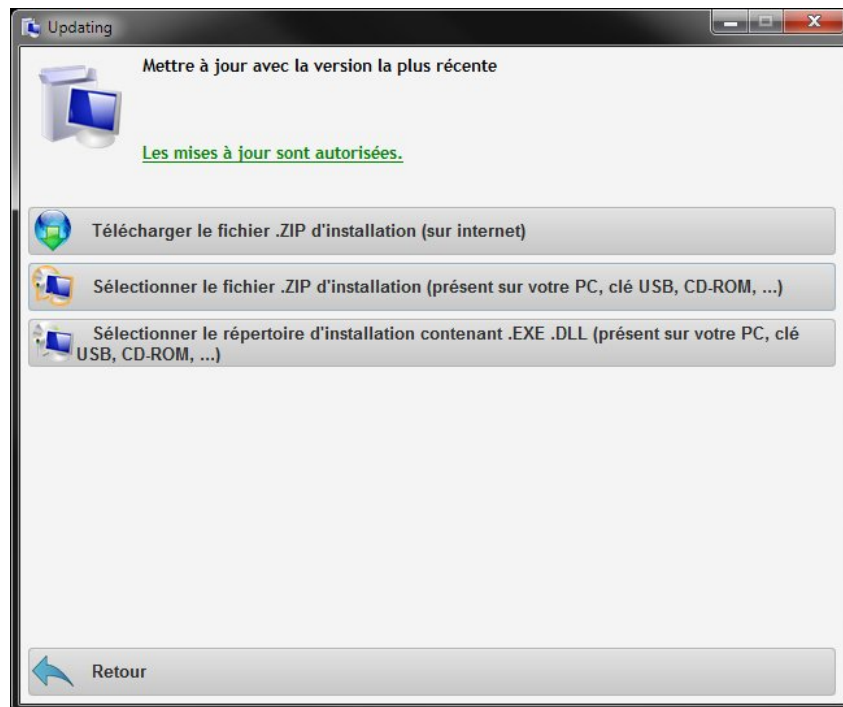 Updating
Mettre à jour avec la version la plus récente
Les mises à jour sont autorisées.
Télécharger le fichier .ZIP d'installation (sur internet)
Sélectionner le fichier .ZIP d'installation (présent sur votre PC, clé USB, CD-ROM, ...)
Sélectionner le répertoire d'installation contenant .EXE .DLL (présent sur votre PC, clé
USB, CD-ROM, ...)
Retour